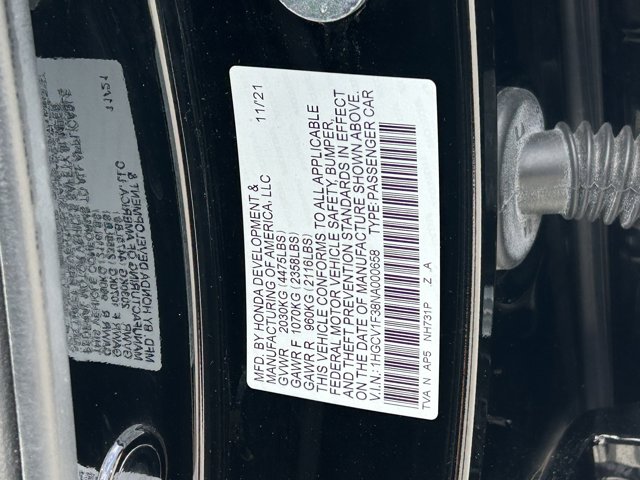 MFD. BY HONDA DEVELOPMENT &
MANUFACTURING OF AMERICA, LLC 11/21
GVWR 2030KG (4475LBS)
GAWR F 1070KG (2358LBS)
GAWR R 960KG (2116LBS)
THIS VEHICLE CONFORMS TO ALL APPLICABLE
FEDERAL MOTOR VEHICLE SAFETY, BUMPER,
AND THEFT PREVENTION STANDARDS IN EFFECT
ON THE DATE OF MANUFACTURE SHOWN ABOVE.
V.I.N.: 1HGCV1F36NA000658 TYPE: PASSENGER CAR
TVA N AP5 NH731P Z A